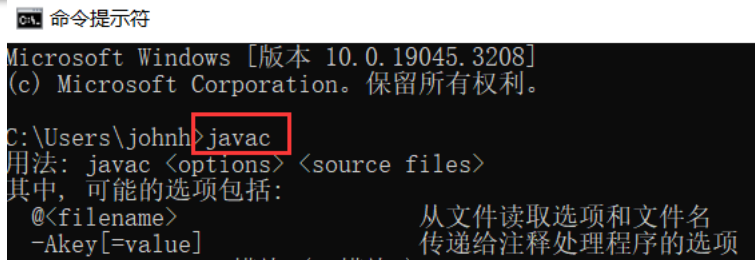 命令提示符
Microsoft Windows [版本 10.0.19045.3208]
(c) Microsoft Corporation。保留所有权利。
C:\Users\johnh>javac
用法: javac <options> <source files>
其中, 可能的选项包括:
@<filename> 从文件读取选项和文件名
-Akey[=value] 传递给注释处理程序的选项